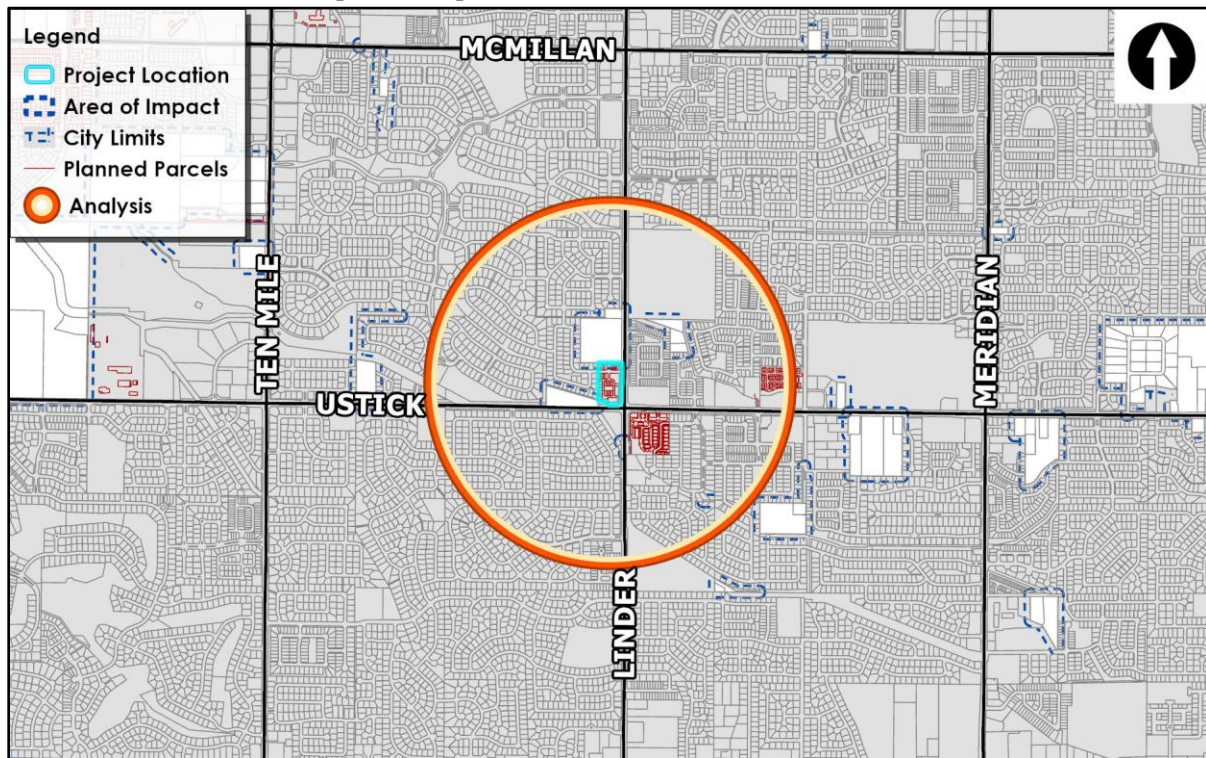 Legend
Project Location
Area of Impact
City Limits
Planned Parcels
Analysis
MCMILLAN
TEN MILE
MERIDIAN
USTICK
LINDER